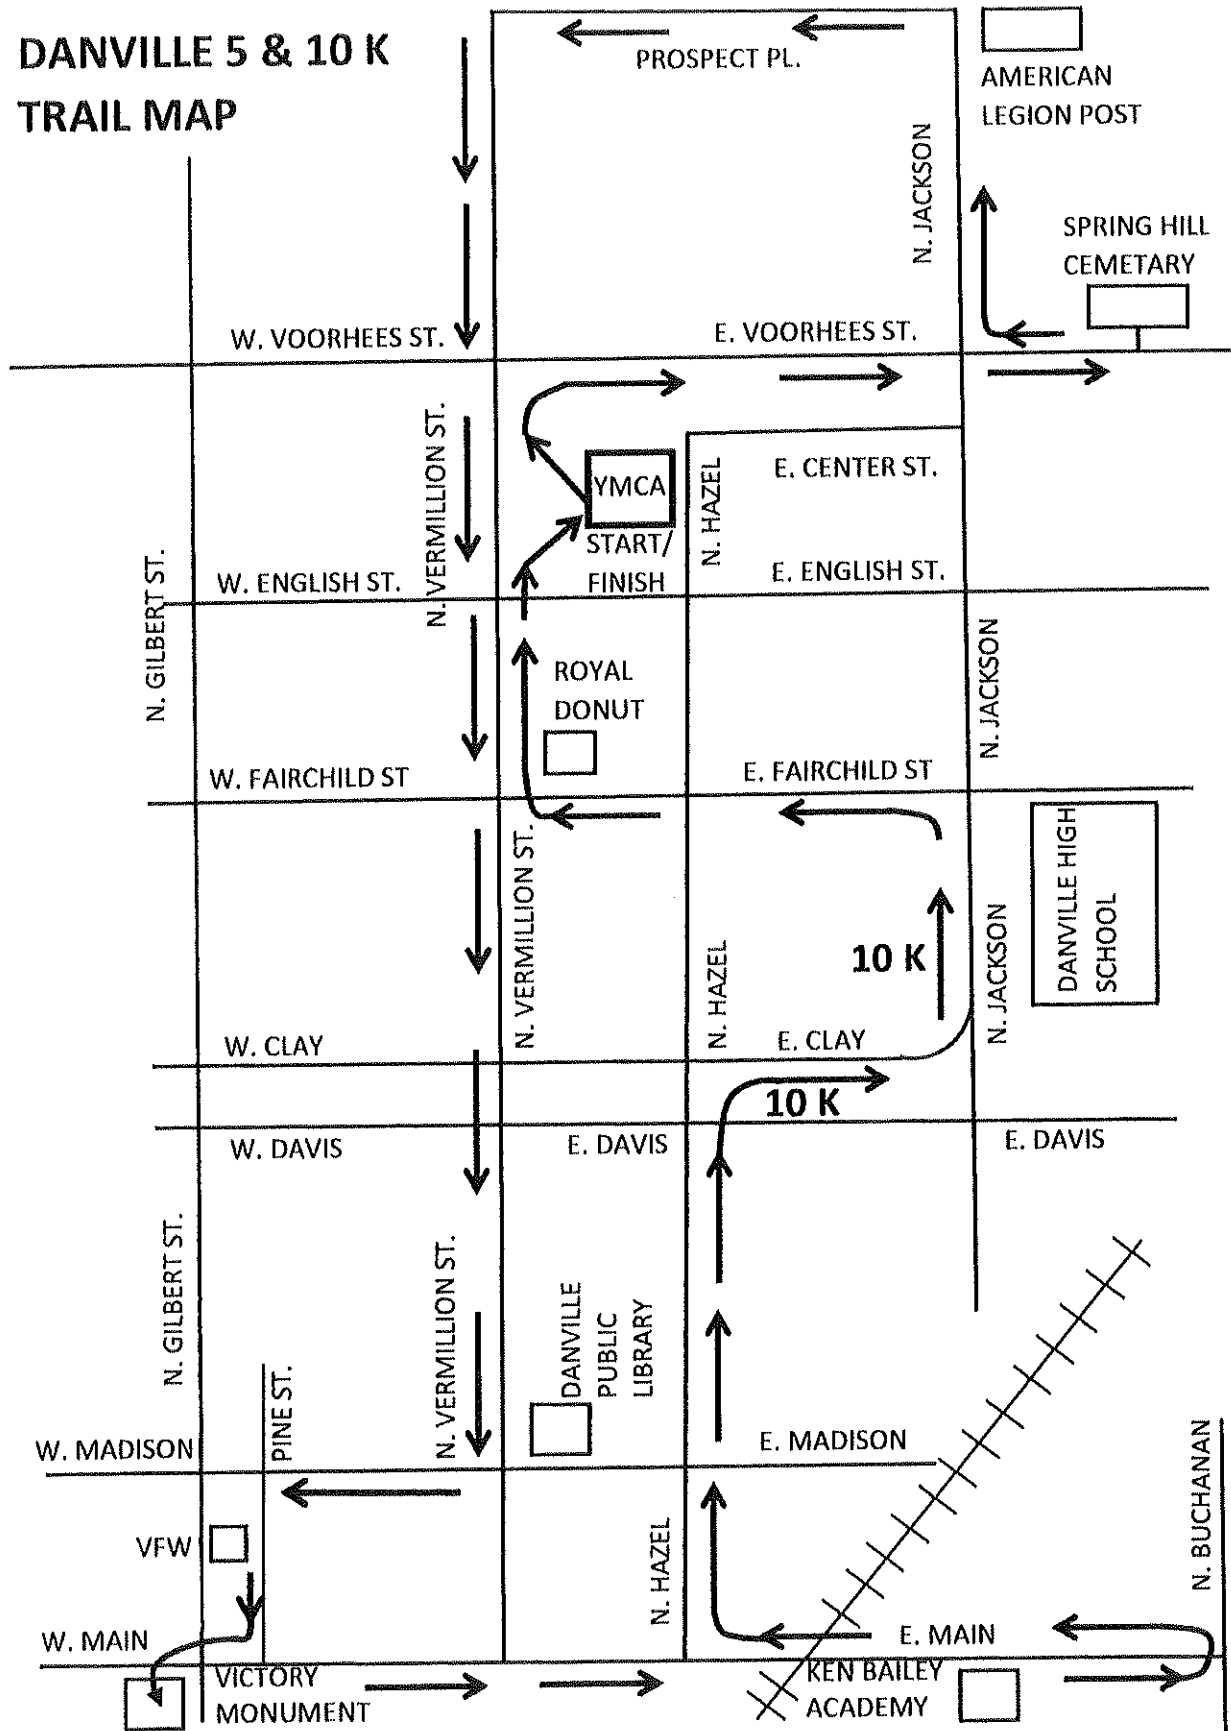 DANVILLE 5 & 10 K
TRAIL MAP
PROSPECT PL.
AMERICAN
LEGION POST
N. JACKSON
SPRING HILL
CEMETARY
W. VOORHEES ST.
E. VOORHEES ST.
N. VERMILLION ST.
YMCA
START/
FINISH
N. HAZEL
E. CENTER ST.
N. GILBERT ST.
W. ENGLISH ST.
E. ENGLISH ST.
ROYAL
DONUT
N. JACKSON
W. FAIRCHILD ST
E. FAIRCHILD ST
N. VERMILLION ST.
N. HAZEL
10 K
N. JACKSON
DANVILLE HIGH
SCHOOL
W. CLAY
E. CLAY
10 K
W. DAVIS
E. DAVIS
E. DAVIS
N. GILBERT ST.
PINE ST.
N. VERMILLION ST.
DANVILLE
PUBLIC
LIBRARY
W. MADISON
E. MADISON
VFW
N. HAZEL
N. BUCHANAN
W. MAIN
E. MAIN
VICTORY
MONUMENT
KEN BAILEY
ACADEMY